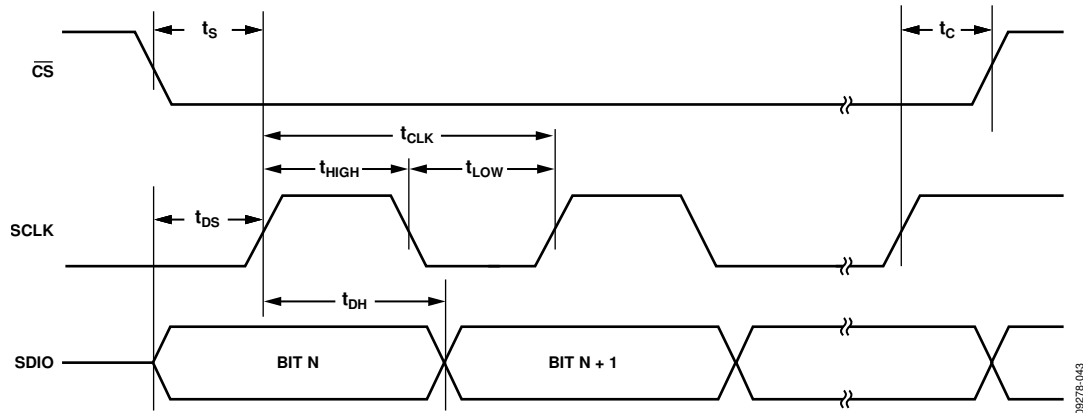 tS
tC
CS
tCLK
tHIGH
tLOW
tDS
SCLK
tDH
SDIO
BIT N
BIT N + 1
09278-043